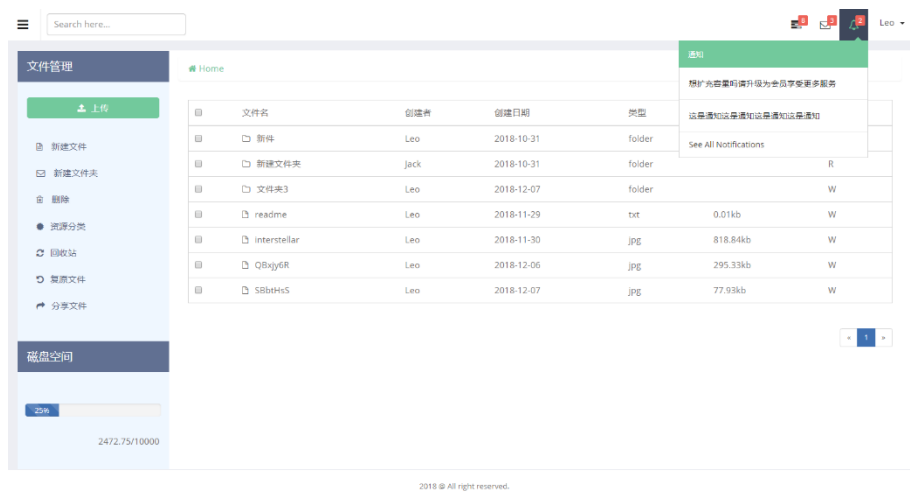 Search here...
8
3
2
Leo
文件管理
上传
新建文件
新建文件夹
删除
资源分类
回收站
复原文件
分享文件
磁盘空间
25%
2472.75/10000
Home
通知
想扩充容量吗请升级为会员享受更多服务
这是通知这是通知这是通知这是通知
See All Notifications
文件名 创建者 创建日期 类型
新件 Leo 2018-10-31 folder
新建文件夹 Jack 2018-10-31 folder R
文件夹3 Leo 2018-12-07 folder W
readme Leo 2018-11-29 txt 0.01kb W
interstellar Leo 2018-11-30 jpg 818.84kb W
QBxjy6R Leo 2018-12-06 jpg 295.33kb W
SBbtHsS Leo 2018-12-07 jpg 77.93kb W
« 1 »
2018 @ All right reserved.